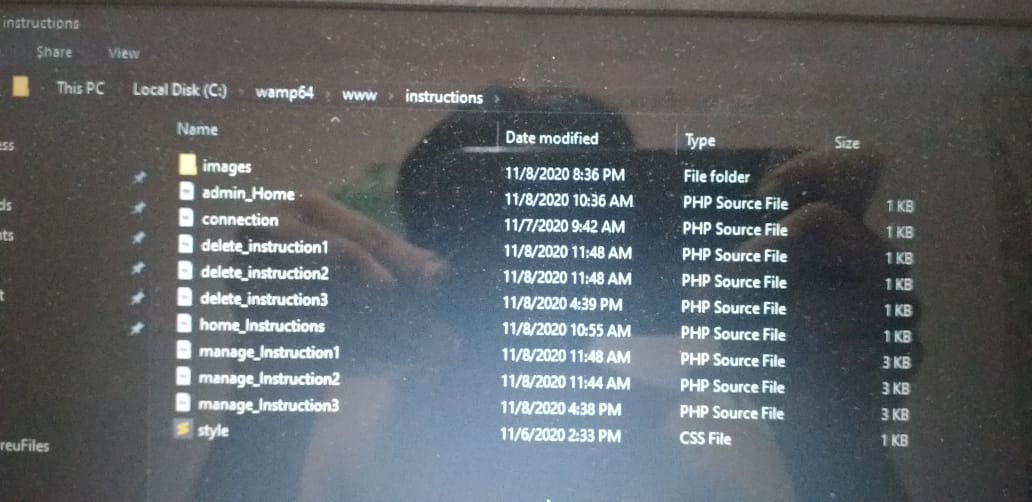 instructions
Share View
This PC Local Disk (C:) wamp64 www instructions
Name Date modified Type Size
images 11/8/2020 8:36 PM File folder
admin_Home 11/8/2020 10:36 AM PHP Source File 1 KB
connection 11/7/2020 9:42 AM PHP Source File 1 KB
delete_instruction1 11/8/2020 11:48 AM PHP Source File 1 KB
delete_instruction2 11/8/2020 11:48 AM PHP Source File 1 KB
delete_instruction3 11/8/2020 4:39 PM PHP Source File 1 KB
home_Instructions 11/8/2020 10:55 AM PHP Source File 1 KB
manage_Instruction1 11/8/2020 11:48 AM PHP Source File 3 KB
manage_Instruction2 11/8/2020 11:44 AM PHP Source File 3 KB
manage_Instruction3 11/8/2020 4:38 PM PHP Source File 3 KB
style 11/6/2020 2:33 PM CSS File 1 KB
reuFiles